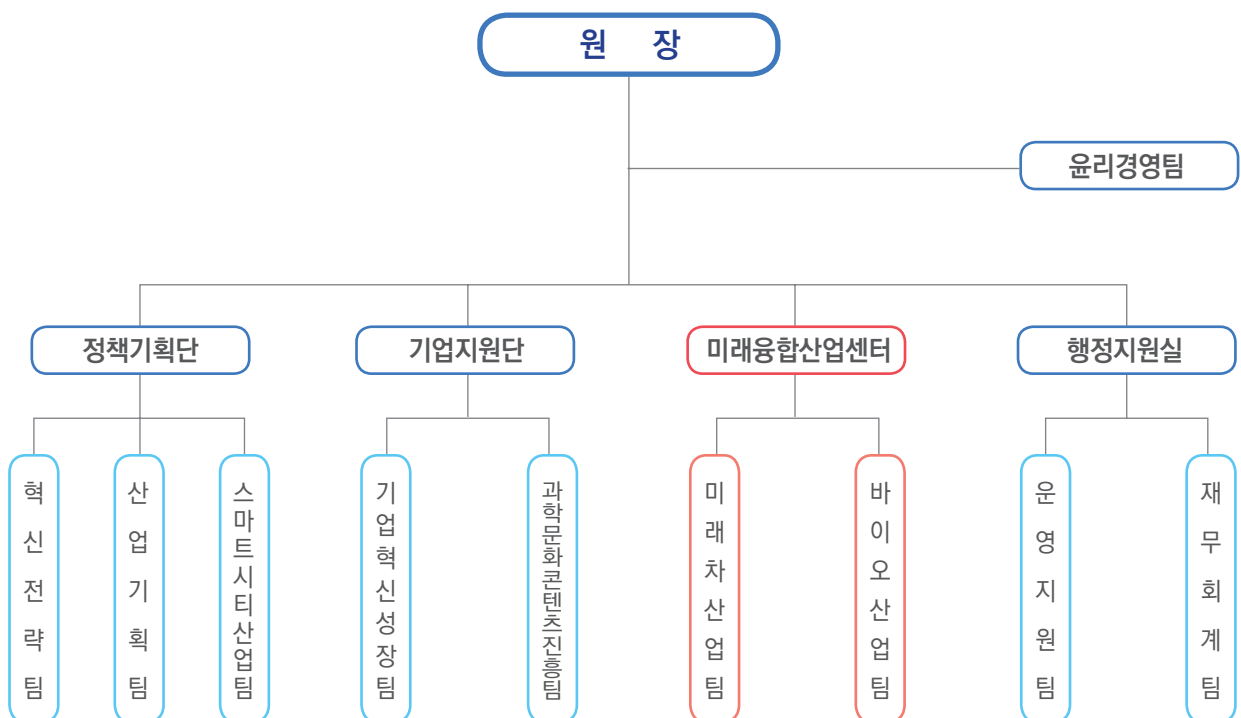 원 장
윤리경영팀
정책기획단
기업지원단
미래융합산업센터
행정지원실
혁신전략팀
산업기획팀
스마트시티산업팀
기업혁신성장팀
과학문화콘텐츠진흥팀
미래차산업팀
바이오산업팀
운영지원팀
재무회계팀